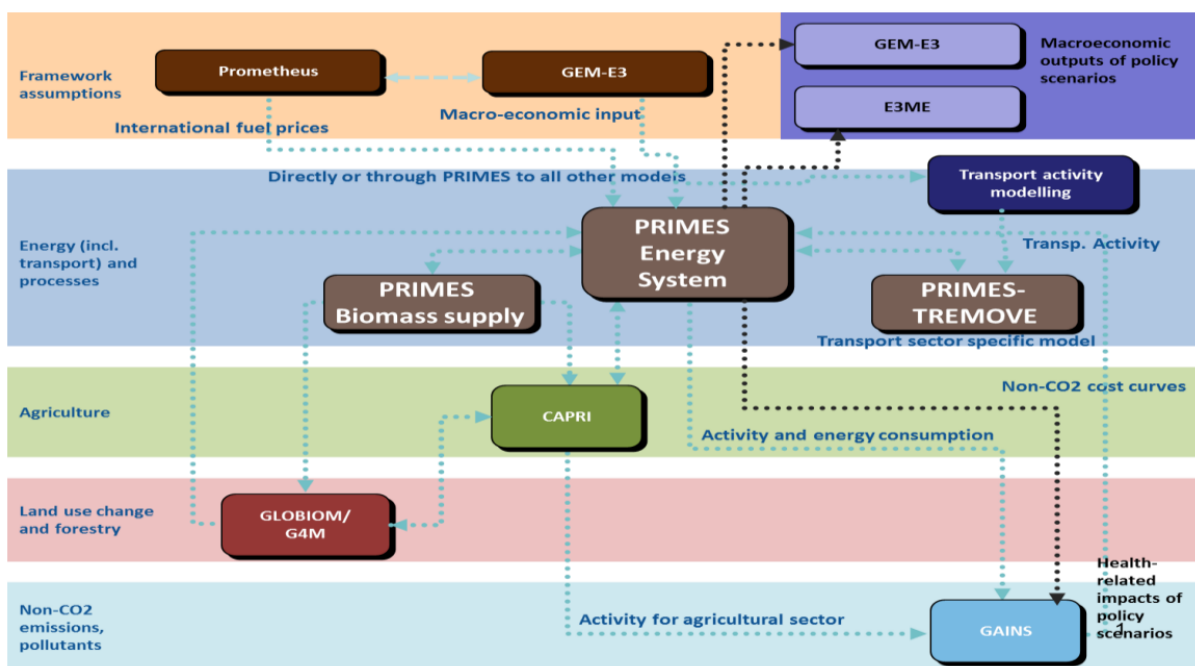 GEM-E3
Macroeconomic
outputs of policy
scenarios
Prometheus
GEM-E3
Framework
assumptions
E3ME
Macro-economic input
International fuel prices
Directly or through PRIMES to all other models
Transport activity
modelling
PRIMES
Energy
System
Transp. Activity
Energy (incl.
transport) and
processes
PRIMES
Biomass supply
PRIMES-
TREMOVE
Transport sector specific model
Non-CO2 cost curves
Agriculture
CAPRI
Activity and energy consumption
Land use change
and forestry
GLOBIOM/
G4M
Health-
related
impacts of
policy
scenarios
Non-CO2
emissions,
pollutants
Activity for agricultural sector
GAINS
1